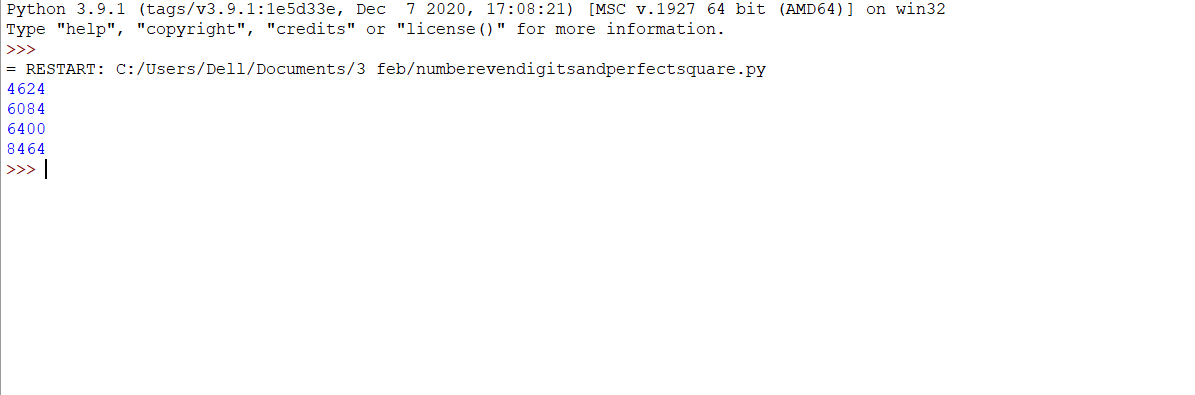 Python 3.9.1 (tags/v3.9.1:1e5d33e, Dec  7 2020, 17:08:21) [MSC v.1927 64 bit (AMD64)] on win32
Type "help", "copyright", "credits" or "license()" for more information.
>>>
= RESTART: C:/Users/Dell/Documents/3 feb/numberevendigitsandperfectsquare.py
4624
6084
6400
8464
>>>